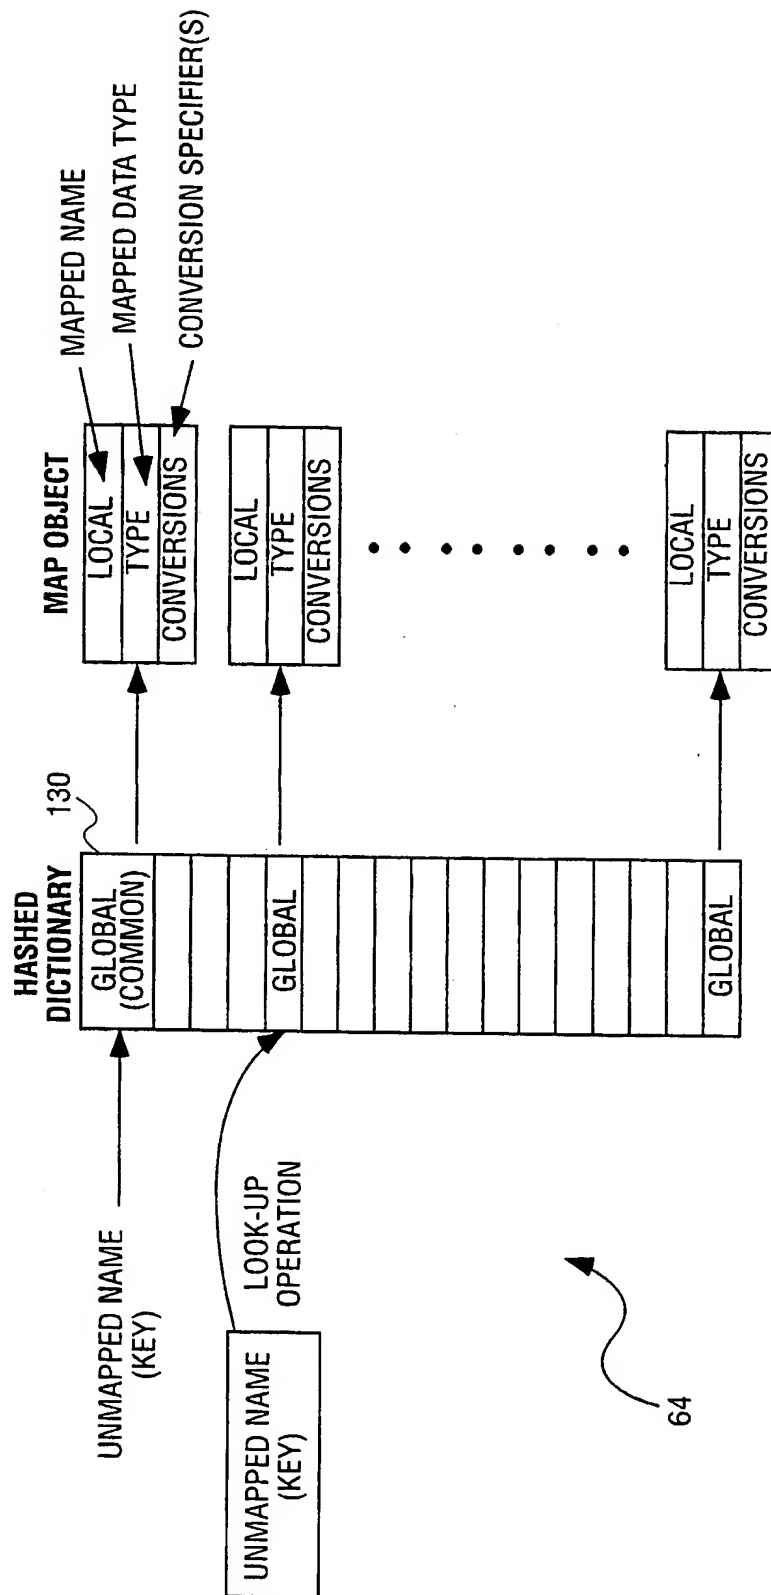 HASHED
DICTIONARY
130
GLOBAL
(COMMON)
GLOBAL
GLOBAL
MAP OBJECT
LOCAL
TYPE
CONVERSIONS
LOCAL
TYPE
CONVERSIONS
LOCAL
TYPE
CONVERSIONS
MAPPED NAME
MAPPED DATA TYPE
CONVERSION SPECIFIER(S)
UNMAPPED NAME
(KEY)
UNMAPPED NAME
(KEY)
LOOK-UP
OPERATION
64